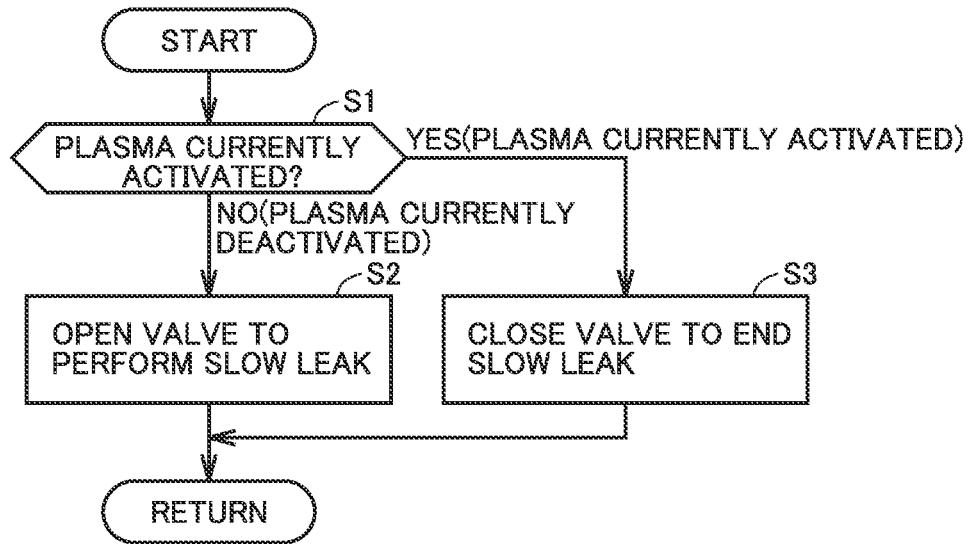 START
S1
PLASMA CURRENTLY
ACTIVATED?
YES(PLASMA CURRENTLY ACTIVATED)
NO(PLASMA CURRENTLY
DEACTIVATED)
S2
OPEN VALVE TO
PERFORM SLOW LEAK
S3
CLOSE VALVE TO END
SLOW LEAK
RETURN